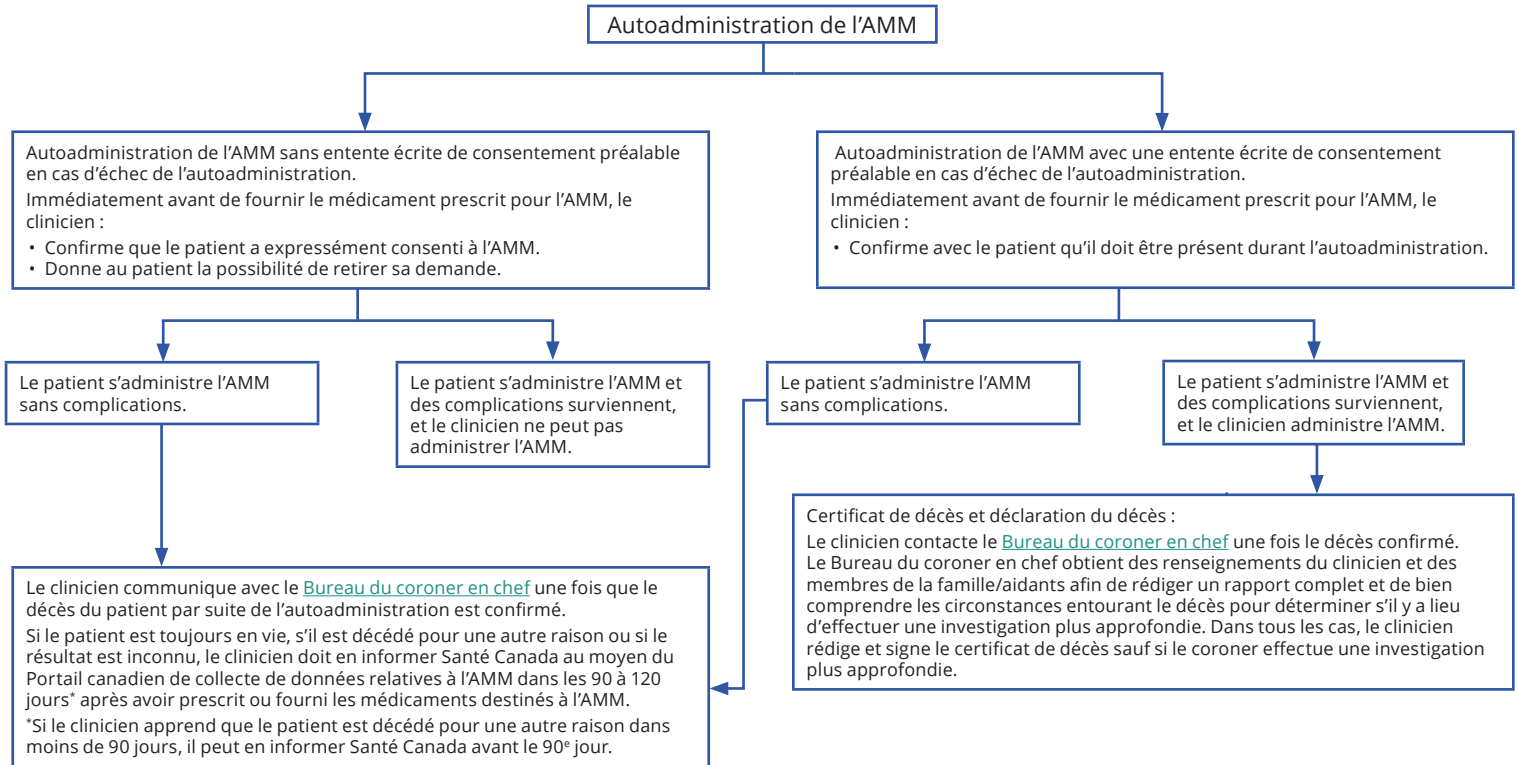 Autoadministration de l'AMM
Autoadministration de l'AMM sans entente écrite de consentement préalable
en cas d'échec de l'autoadministration.
Immédiatement avant de fournir le médicament prescrit pour l'AMM, le
clinicien :
• Confirme que le patient a expressément consenti à l'AMM.
• Donne au patient la possibilité de retirer sa demande.
Autoadministration de l'AMM avec une entente écrite de consentement
préalable en cas d'échec de l'autoadministration.
Immédiatement avant de fournir le médicament prescrit pour l'AMM, le
clinicien :
• Confirme avec le patient qu'il doit être présent durant l'autoadministration.
Le patient s'administre l'AMM
sans complications.
Le patient s'administre l'AMM et
des complications surviennent,
et le clinicien ne peut pas
administrer l'AMM.
Le patient s'administre l'AMM
sans complications.
Le patient s'administre l'AMM et
des complications surviennent,
et le clinicien administre l'AMM.
Le clinicien communique avec le Bureau du coroner en chef une fois que le
décès du patient par suite de l'autoadministration est confirmé.
Si le patient est toujours en vie, s'il est décédé pour une autre raison ou si le
résultat est inconnu, le clinicien doit en informer Santé Canada au moyen du
Portail canadien de collecte de données relatives à l'AMM dans les 90 à 120
jours* après avoir prescrit ou fourni les médicaments destinés à l'AMM.
*Si le clinicien apprend que le patient est décédé pour une autre raison dans
moins de 90 jours, il peut en informer Santé Canada avant le 90e jour.
Certificat de décès et déclaration du décès :
Le clinicien contacte le Bureau du coroner en chef une fois le décès confirmé.
Le Bureau du coroner en chef obtient des renseignements du clinicien et des
membres de la famille/aidants afin de rédiger un rapport complet et de bien
comprendre les circonstances entourant le décès pour déterminer s'il y a lieu
d'effectuer une investigation plus approfondie. Dans tous les cas, le clinicien
rédige et signe le certificat de décès sauf si le coroner effectue une investigation
plus approfondie.